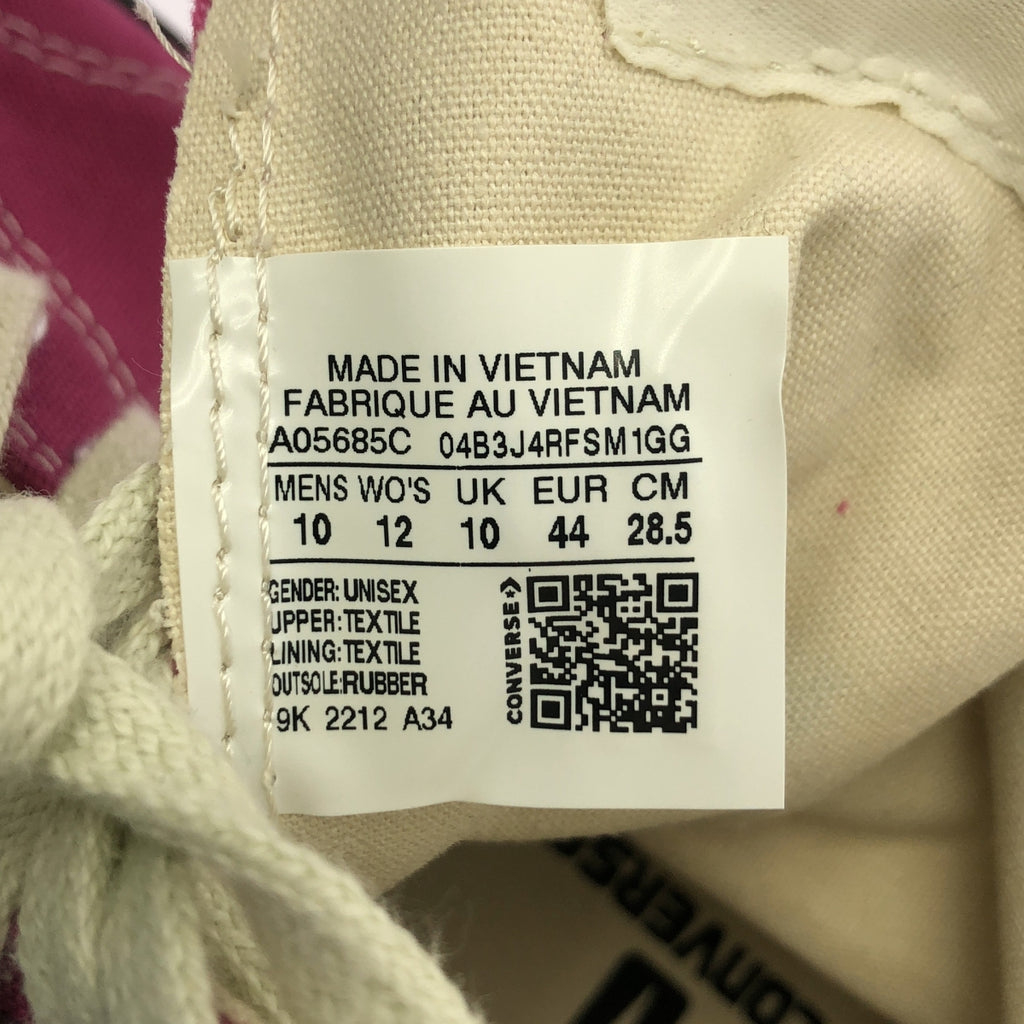 MADE IN VIETNAM
FABRIQUE AU VIETNAM
A05685C 04B3J4RFSM1GG
MENS WO'S UK EUR CM
10 12 10 44 28.5
GENDER: UNISEX
UPPER: TEXTILE
LINING: TEXTILE
OUTSOLE: RUBBER
9K 2212 A34
CONVERSE
CONVERSE